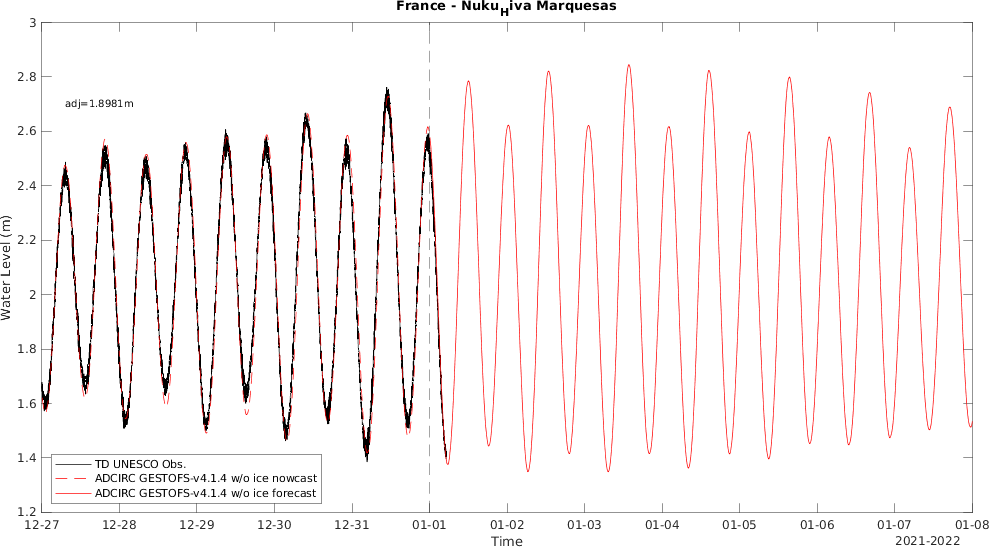 France - Nuku_Hiva Marquesas
3
2.8
2.6
2.4
2.2
2
1.8
1.6
1.4
1.2
Water Level (m)
adj=1.8981m
TD UNESCO Obs.
ADCIRC GESTOFS-v4.1.4 w/o ice nowcast
ADCIRC GESTOFS-v4.1.4 w/o ice forecast
12-27 12-28 12-29 12-30 12-31 01-01 01-02 01-03 01-04 01-05 01-06 01-07 01-08
Time
2021-2022